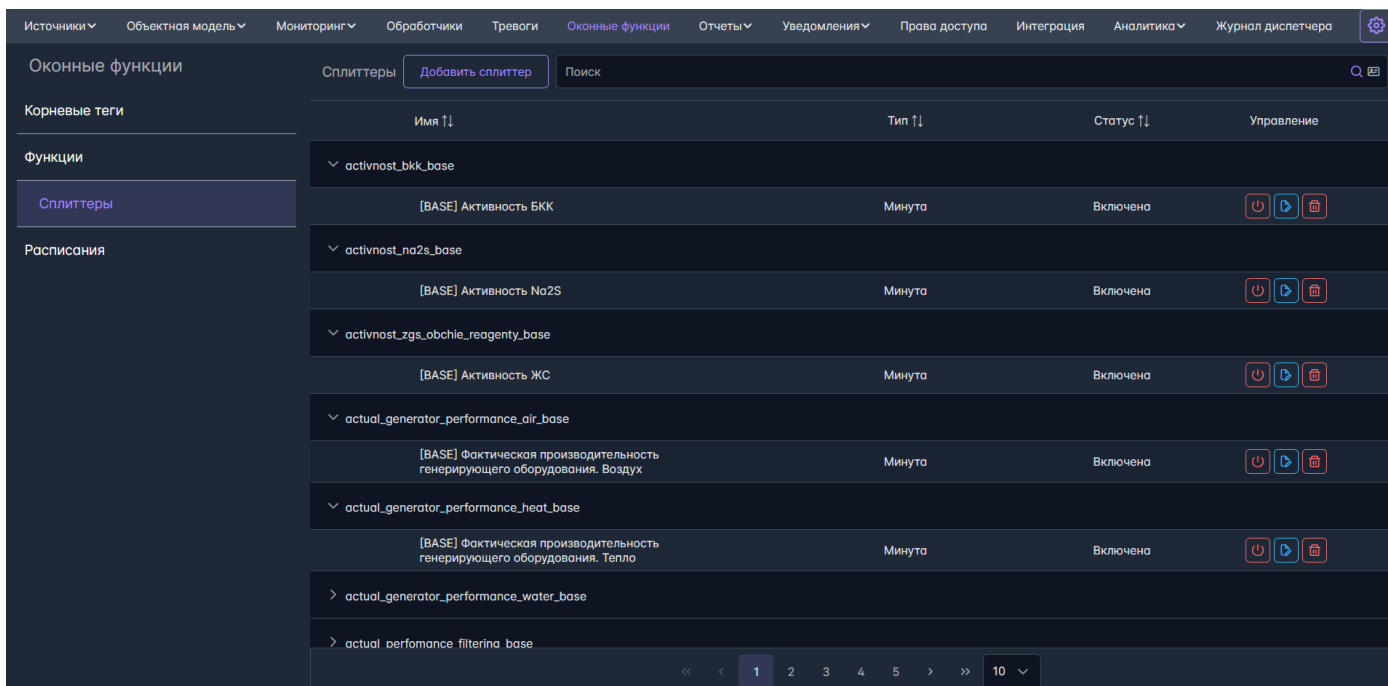 Источники Объектная модель Мониторинг Обработчики Тревоги Оконные функции Отчеты Уведомления Права доступа Интеграция Аналитика Журнал диспетчера
Оконные функции
Корневые теги
Функции
Сплиттеры
Расписания
Сплиттеры Добавить сплиттер Поиск
Имя Тип Статус Управление
activnost_bkk_base
[BASE] Активность БКК Минута Включена
activnost_na2s_base
[BASE] Активность Na2S Минута Включена
activnost_zgs_obchie_reagenty_base
[BASE] Активность ЖС Минута Включена
actual_generator_performance_air_base
[BASE] Фактическая производительность
генерирующего оборудования. Воздух Минута Включена
actual_generator_performance_heat_base
[BASE] Фактическая производительность
генерирующего оборудования. Тепло Минута Включена
actual_generator_performance_water_base
actual_perfomance_filtering_base
« ‹ 1 2 3 4 5 › » 10